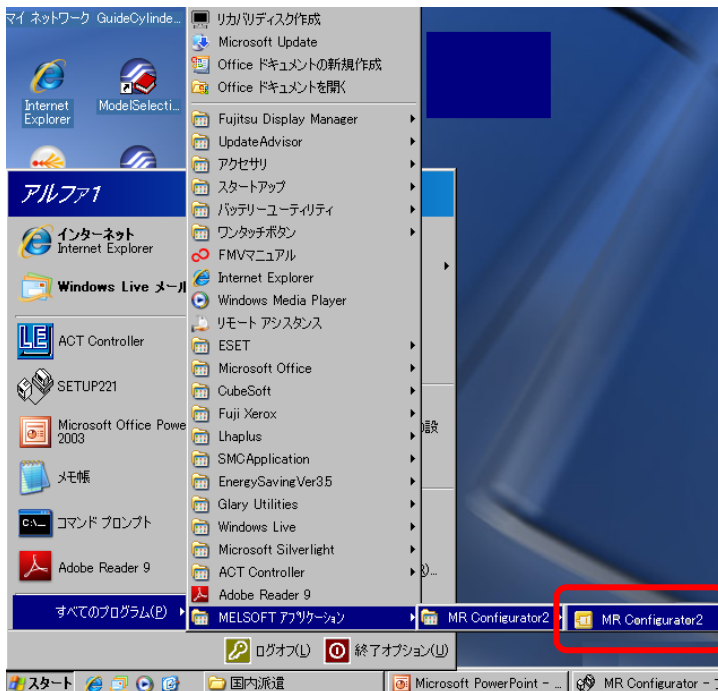 マイ ネットワーク GuideCylinde...
Internet Explorer
ModelSelecti...
アルファ1
インターネット
Internet Explorer
Windows Live メール
ACT Controller
SETUP221
Microsoft Office Powe
2003
メモ帳
コマンド プロンプト
Adobe Reader 9
すべてのプログラム(P)
リカバリディスク作成
Microsoft Update
Office ドキュメントの新規作成
Office ドキュメントを開く
Fujitsu Display Manager
UpdateAdvisor
アクセサリ
スタートアップ
バッテリーユーティリティ
ワンタッチボタン
FMVマニュアル
Internet Explorer
Windows Media Player
リモート アシスタンス
ESET
Microsoft Office
CubeSoft
Fuji Xerox
Lhaplus
SMCApplication
EnergySavingVer3.5
Glary Utilities
Windows Live
Microsoft Silverlight
ACT Controller
Adobe Reader 9
MELSOFT アプリケーション
MR Configurator2
MR Configurator2
ログオフ(L)
終了オプション(U)
スタート
国内派遣
Microsoft PowerPoint - ...
MR Configurator -